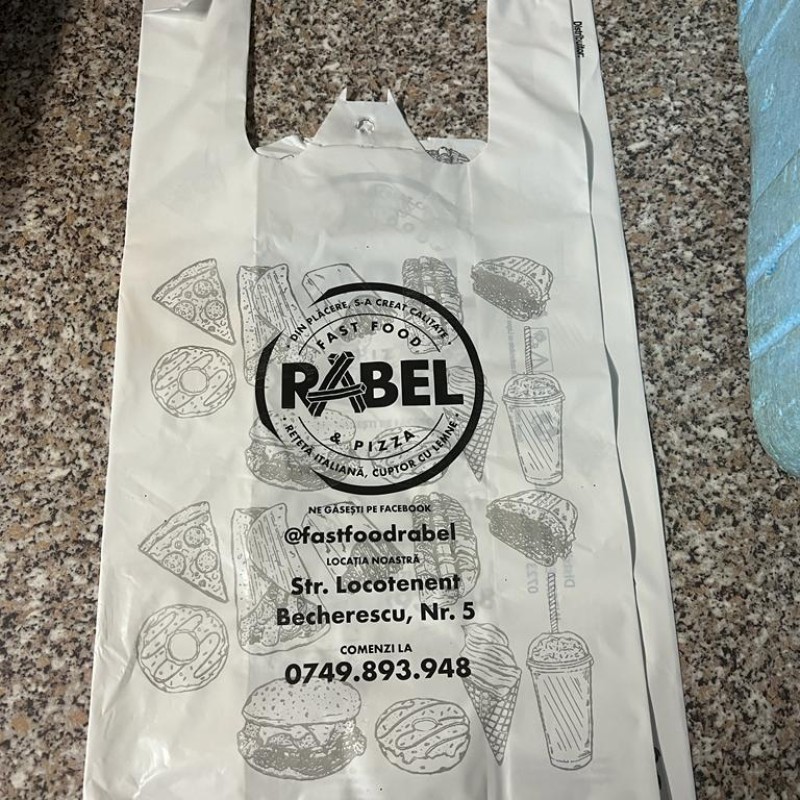 Distribuitor:
DIN PLĂCERE, S-A CREAT CALITATE
FAST FOOD
RABEL
& PIZZA
REȚETĂ ITALIANĂ, CUPTOR CU LEMNE
NE GĂSEȘTI PE FACEBOOK
@fastfoodrabel
LOCAȚIA NOASTRĂ
Str. Locotenent
Becherescu, Nr. 5
COMENZI LA
0749.893.948